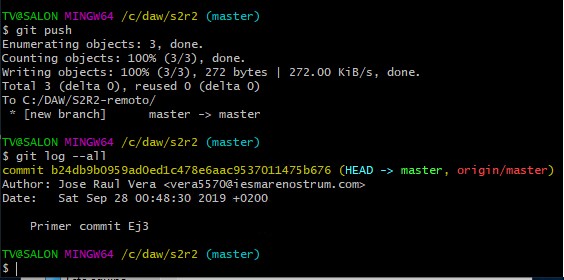 TV@SALON MINGW64 /c/daw/s2r2 (master)
$ git push
Enumerating objects: 3, done.
Counting objects: 100% (3/3), done.
Writing objects: 100% (3/3), 272 bytes | 272.00 KiB/s, done.
Total 3 (delta 0), reused 0 (delta 0)
To C:/DAW/S2R2-remoto/
 * [new branch]      master -> master
TV@SALON MINGW64 /c/daw/s2r2 (master)
$ git log --all
commit b24db9b0959ad0ed1c478e6aac9537011475b676 (HEAD -> master, origin/master)
Author: Jose Raul Vera <vera5570@iesmarenostrum.com>
Date:   Sat Sep 28 00:48:30 2019 +0200
    Primer commit Ej3
TV@SALON MINGW64 /c/daw/s2r2 (master)
$